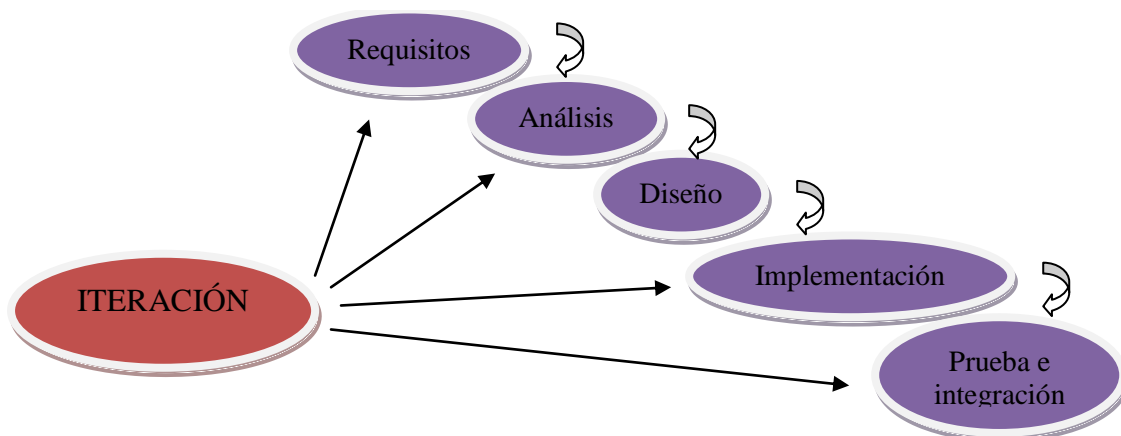 Requisitos
Análisis
Diseño
Implementación
ITERACIÓN
Prueba e
integración